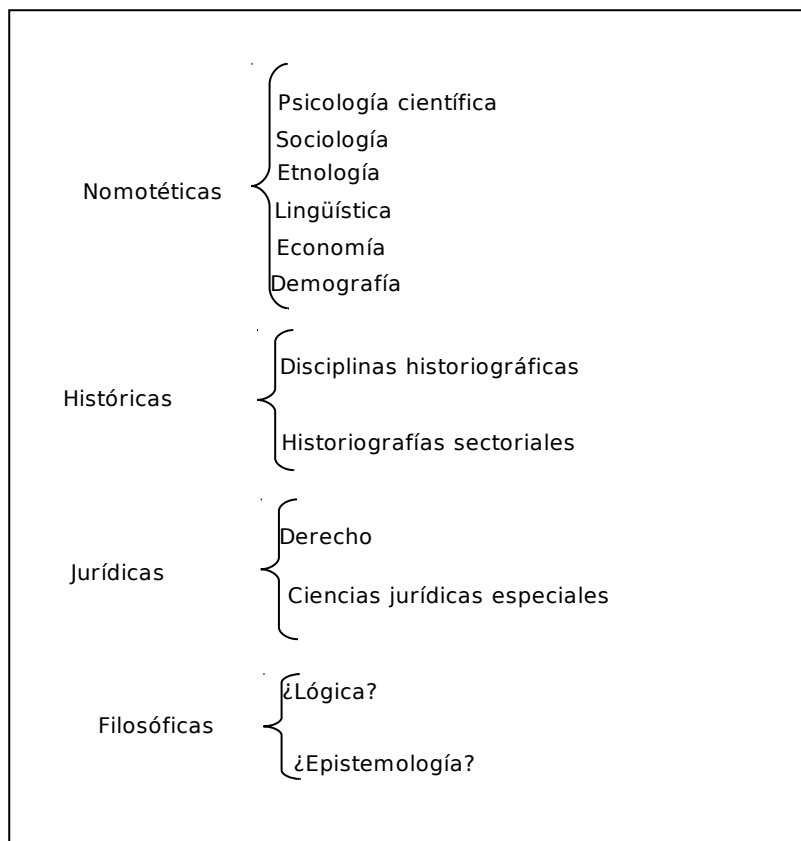 Nomotéticas
Psicología científica
Sociología
Etnología
Lingüística
Economía
Demografía
Históricas
Disciplinas historiográficas
Historiografías sectoriales
Jurídicas
Derecho
Ciencias jurídicas especiales
Filosóficas
¿Lógica?
¿Epistemología?